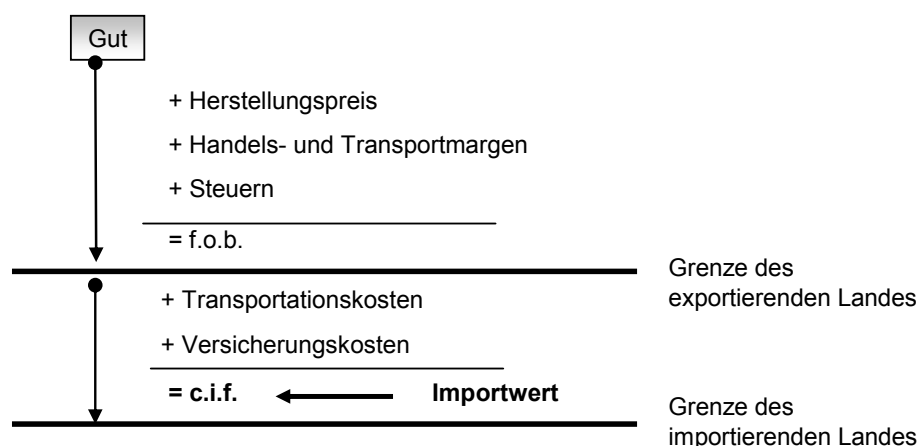 Gut
+ Herstellungspreis
+ Handels- und Transportmargen
+ Steuern
= f.o.b.
Grenze des
exportierenden Landes
+ Transportationskosten
+ Versicherungskosten
= c.i.f.
Importwert
Grenze des
importierenden Landes